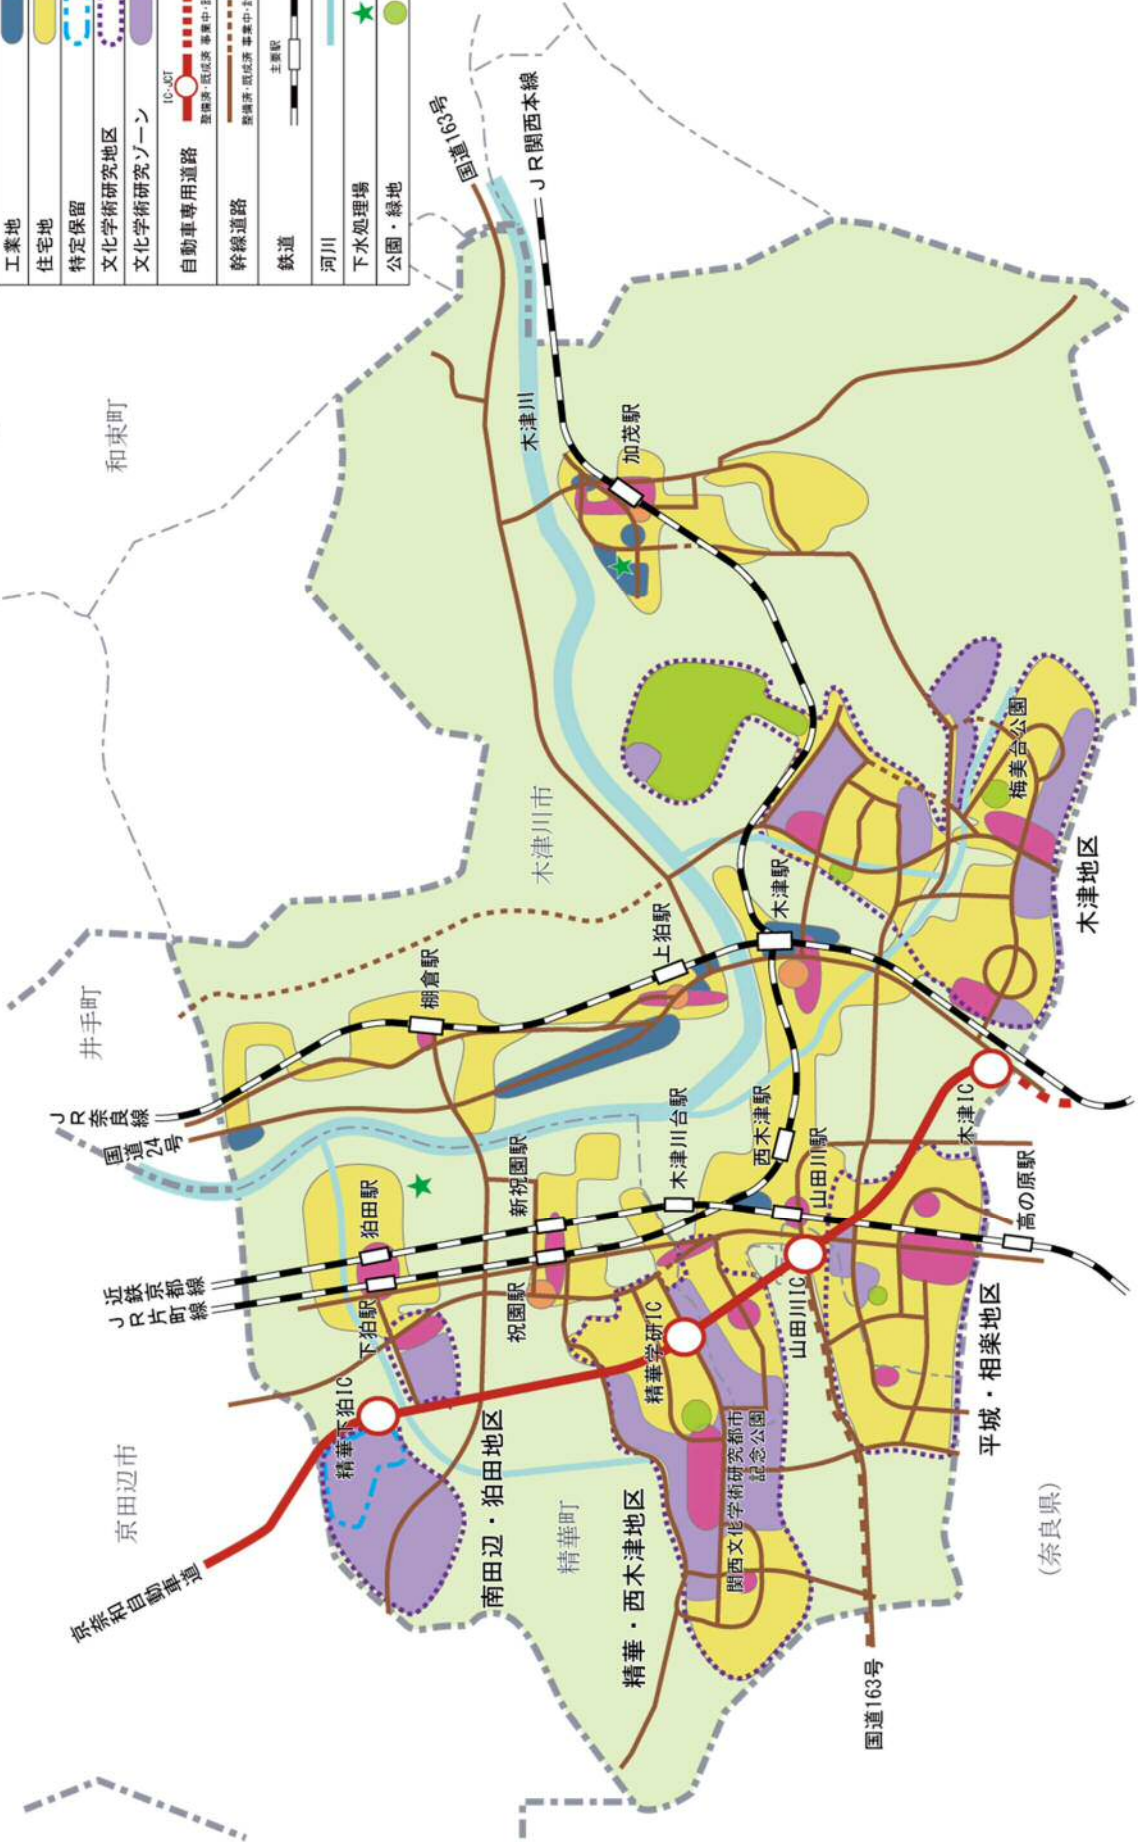 工業地
住宅地
特定保留
文化学術研究地区
文化学術研究ゾーン
自動車専用道路
IC・JCT
幹線道路
鉄道
主要駅
河川
下水処理場
公園・緑地
京奈和自動車道
京田辺市
JR片町線
近鉄京都線
国道24号
JR奈良線
井手町
和束町
国道163号
JR関西本線
精華下狛IC
下狛駅
狛田駅
棚倉駅
南田辺・狛田地区
祝園駅
新祝園駅
木津川市
木津川
精華町
精華・西木津地区
精華学研IC
木津川台駅
上狛駅
加茂駅
関西文化学術研究都市
記念公園
山田川IC
山田川駅
西木津駅
木津駅
国道163号
平城・相楽地区
高の原駅
木津IC
梅美台公園
木津地区
(奈良県)